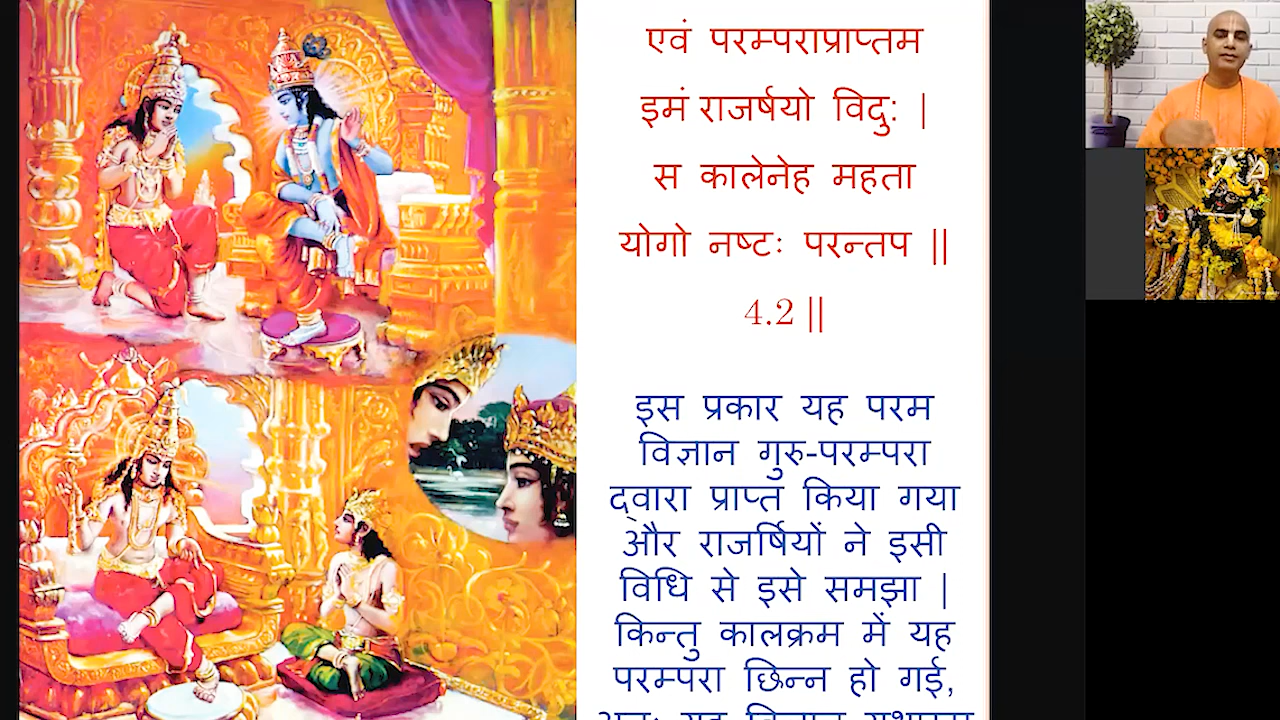 एवं परम्पराप्राप्तम
इमं राजर्षयो विदु: |
स कालेनेह महता
योगो नष्टः परन्तप ||
4.2 ||
इस प्रकार यह परम
विज्ञान गुरु-परम्परा
द्वारा प्राप्त किया गया
और राजर्षियों ने इसी
विधि से इसे समझा |
किन्तु कालक्रम में यह
परम्परा छिन्न हो गई,